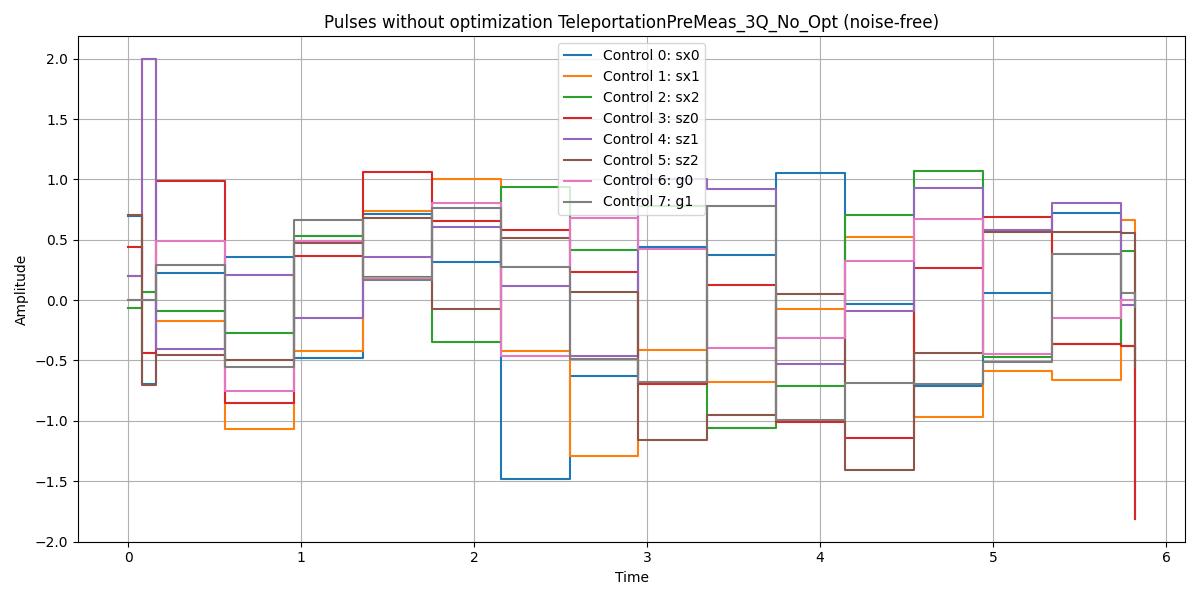 Pulses without optimization TeleportationPreMeas_3Q_No_Opt (noise-free)
Control 0: sx0
Control 1: sx1
Control 2: sx2
Control 3: sz0
Control 4: sz1
Control 5: sz2
Control 6: g0
Control 7: g1
Amplitude
2.0
1.5
1.0
0.5
0.0
−0.5
−1.0
−1.5
−2.0
0 1 2 3 4 5 6
Time